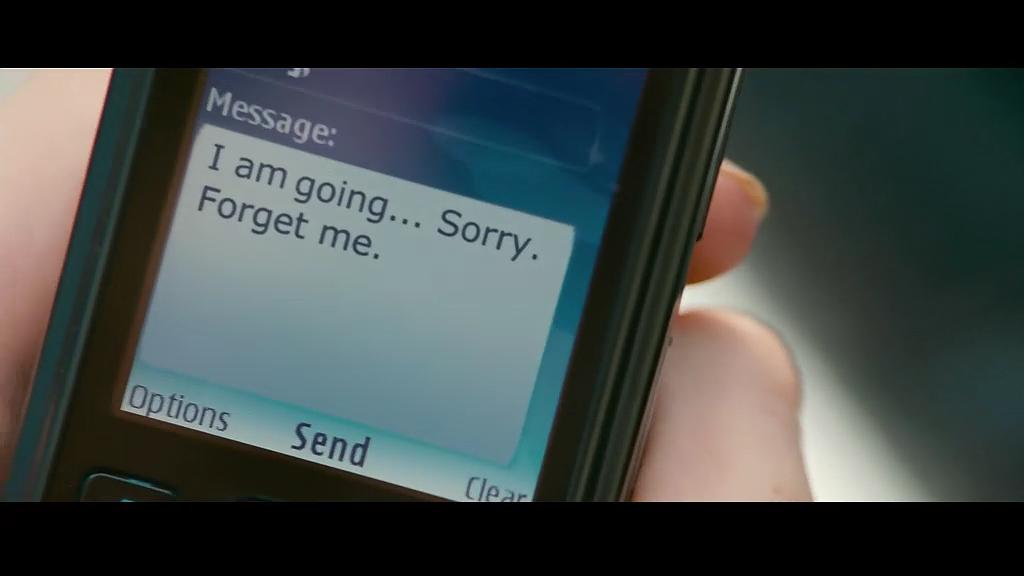 Message:
I am going... Sorry.
Forget me.
Options
Send
Clear